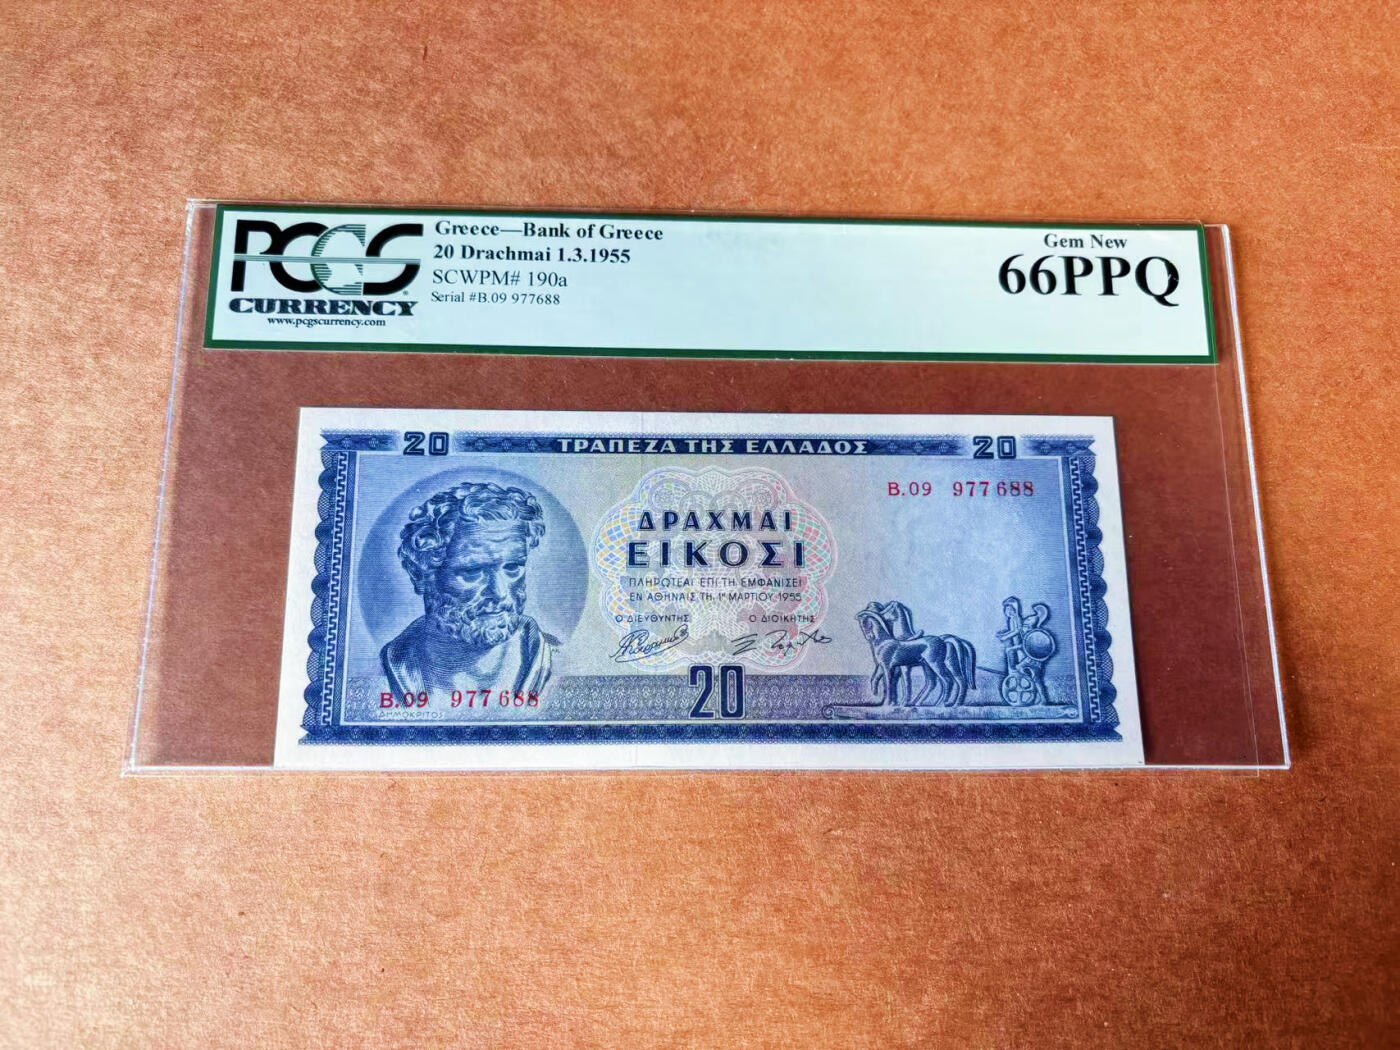 PCGS
CURRENCY
www.pcgscurrency.com
Greece—Bank of Greece
20 Drachmai 1.3.1955
SCWPM# 190a
Serial #B.09 977688
Gem New
66PPQ
20 ΤΡΑΠΕΖΑ ΤΗΣ ΕΛΛΑΔΟΣ 20
B.09 977688
ΔΡΑΧΜΑΙ
ΕΙΚΟΣΙ
ΠΛΗΡΩΤΕΑΙ ΕΠΙ ΤΗ ΕΜΦΑΝΙΣΕΙ
ΕΝ ΑΘΗΝΑΙΣ ΤΗ 1ῃ ΜΑΡΤΙΟΥ 1955
Ο ΔΙΕΥΘΥΝΤΗΣ Ο ΔΙΟΙΚΗΤΗΣ
B.09 977688
ΔΗΜΟΚΡΙΤΟΣ
20